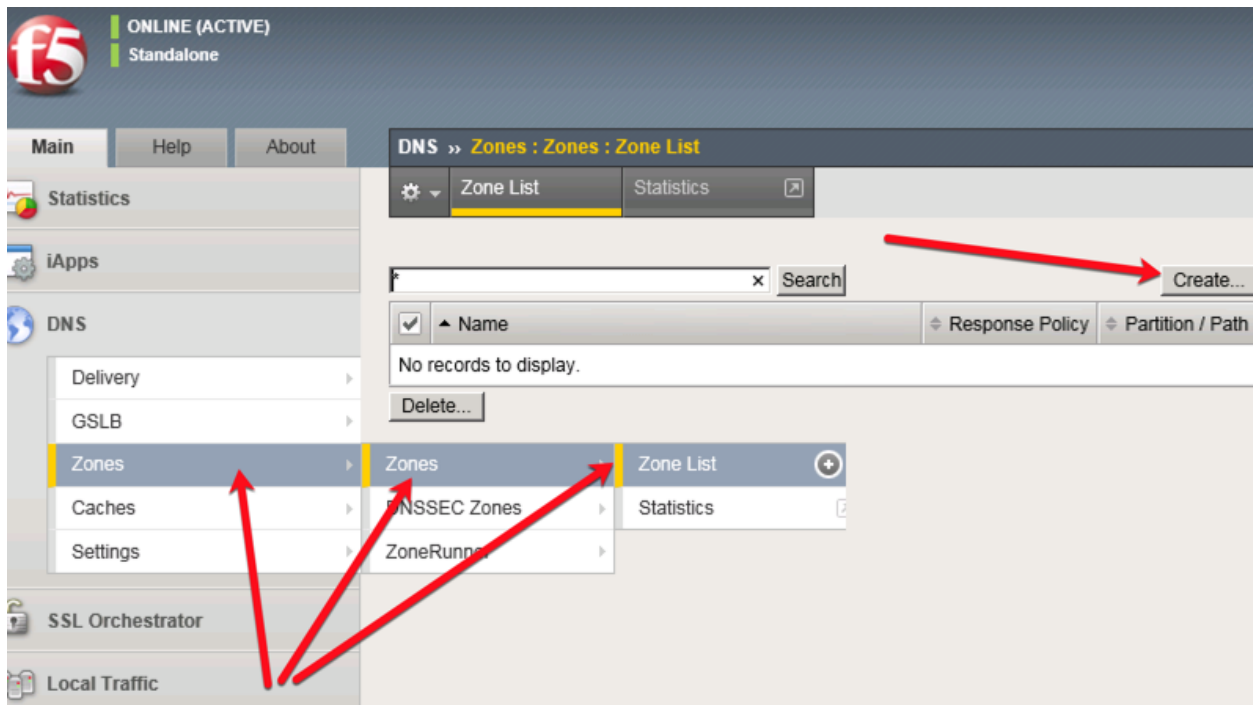 f5
ONLINE (ACTIVE)
Standalone
Main Help About
DNS ›› Zones : Zones : Zone List
Zone List Statistics
Statistics
iApps
* × Search Create...
DNS
Name Response Policy Partition / Path
No records to display.
Delete...
Delivery
GSLB
Zones Zones Zone List
Caches DNSSEC Zones Statistics
Settings ZoneRunner
SSL Orchestrator
Local Traffic